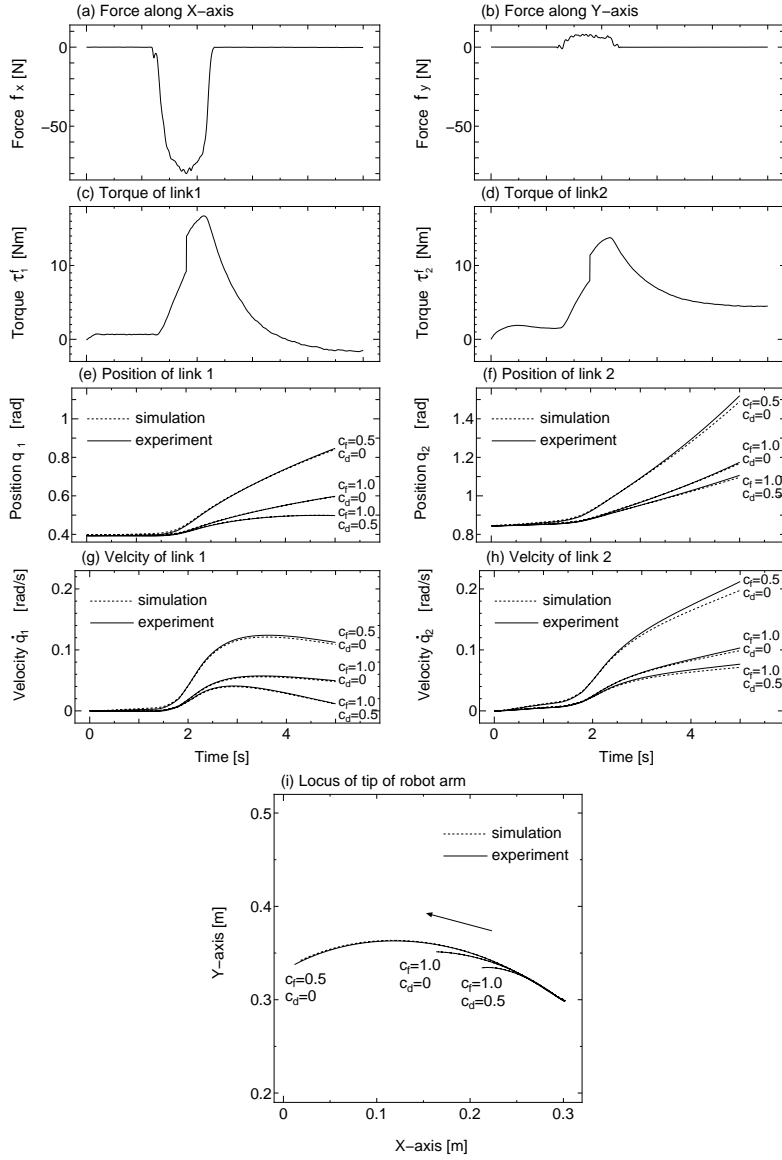 (a) Force along X−axis
(b) Force along Y−axis
0
−50
Force f x [N]
0
−50
Force f y [N]
(c) Torque of link1
(d) Torque of link2
10
0
Torque τ1f [Nm]
10
0
Torque τ2f [Nm]
(e) Position of link 1
(f) Position of link 2
1
0.8
0.6
0.4
Position q 1 [rad]
simulation
experiment
cf=0.5
cd=0
cf=1.0
cd=0
cf=1.0
cd=0.5
1.4
1.2
1
0.8
Position q 2 [rad]
simulation
experiment
cf=0.5
cd=0
cf=1.0
cd=0
cf=1.0
cd=0.5
(g) Velcity of link 1
(h) Velcity of link 2
0.2
0.1
0
Velocity q̇1 [rad/s]
simulation
experiment
cf=0.5
cd=0
cf=1.0
cd=0
cf=1.0
cd=0.5
0 2 4
Time [s]
0.2
0.1
0
Velocity q̇2 [rad/s]
simulation
experiment
cf=0.5
cd=0
cf=1.0
cd=0
cf=1.0
cd=0.5
0 2 4
Time [s]
(i) Locus of tip of robot arm
0.5
0.4
0.3
0.2
Y−axis [m]
simulation
experiment
cf=0.5
cd=0
cf=1.0
cd=0
cf=1.0
cd=0.5
0 0.1 0.2 0.3
X−axis [m]